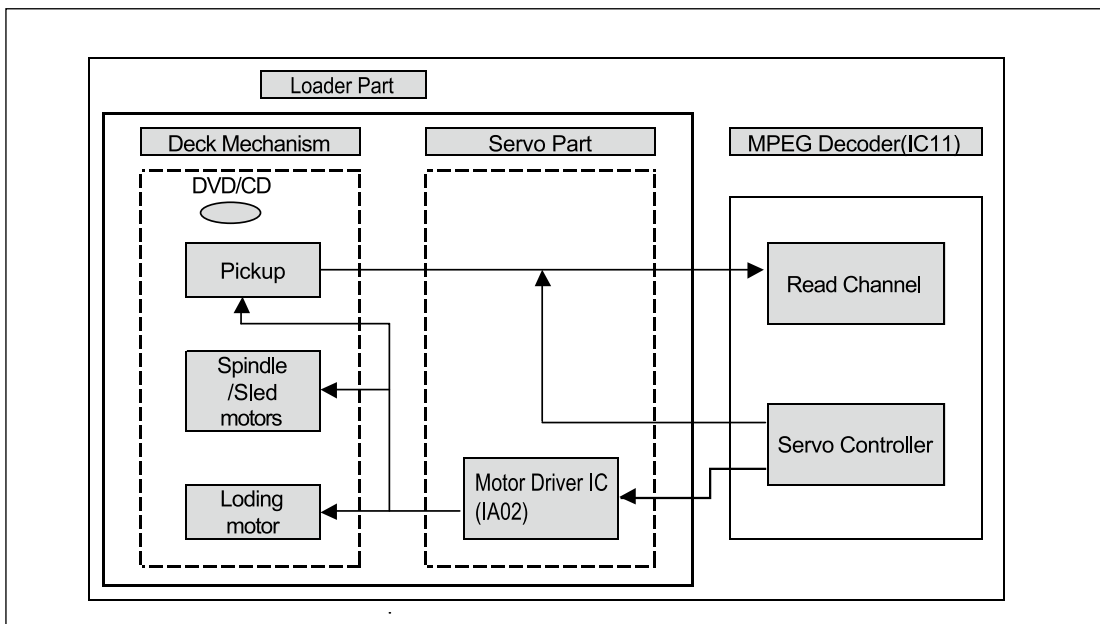 Loader Part
Deck Mechanism
Servo Part
MPEG Decoder(IC11)
DVD/CD
Pickup
Read Channel
Spindle
/Sled
motors
Servo Controller
Motor Driver IC
(IA02)
Loding
motor